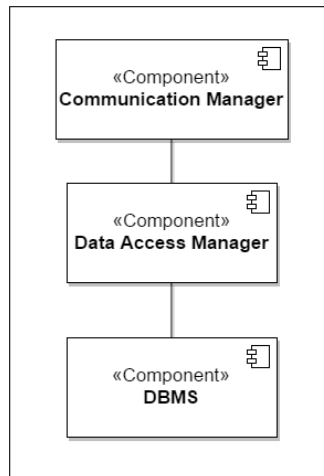 «Component»
Communication Manager
«Component»
Data Access Manager
«Component»
DBMS